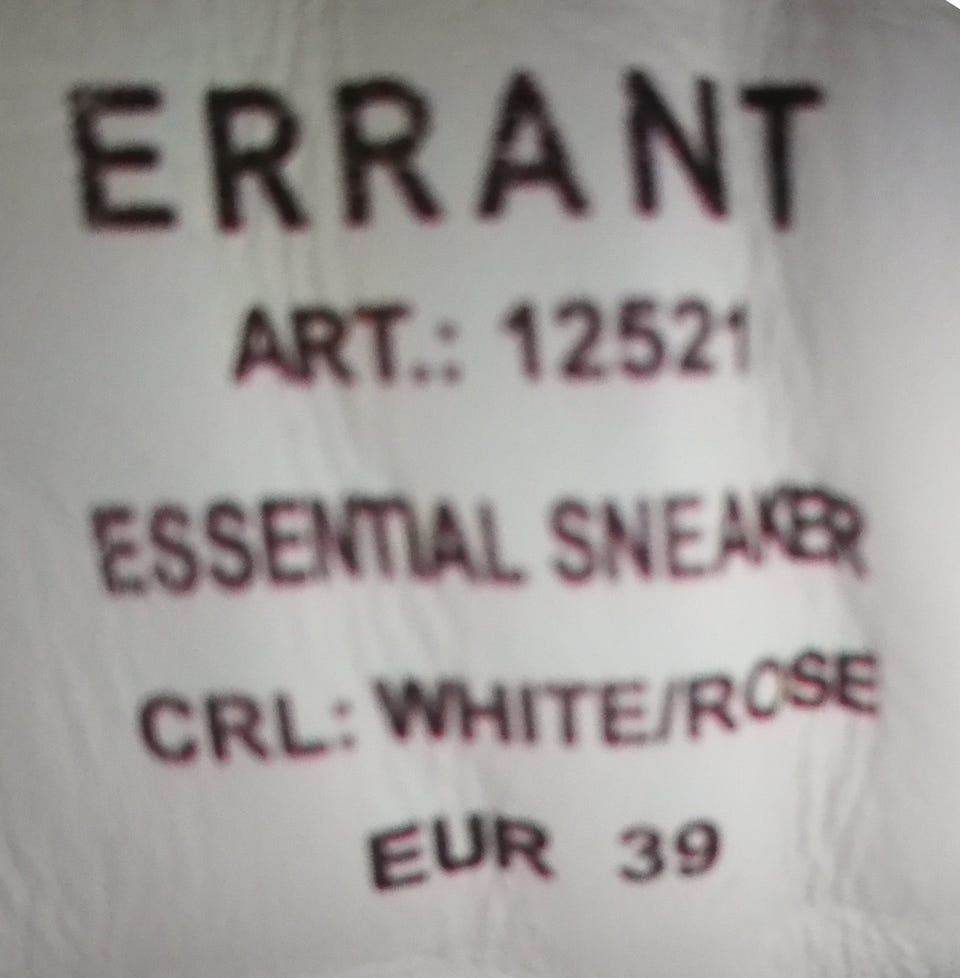 ERRANT
ART.: 12521
ESSENTIAL SNEAKER
CRL: WHITE/ROSE
EUR 39